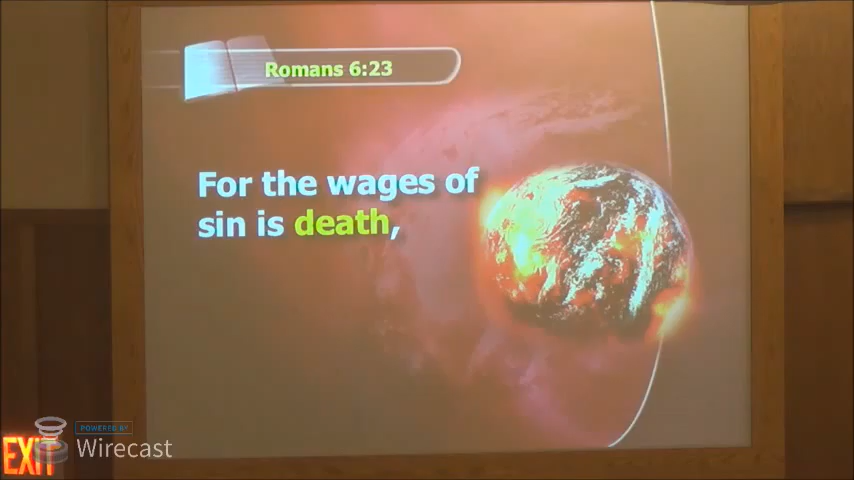 Romans 6:23
For the wages of
sin is death,
EXIT
POWERED BY
Wirecast